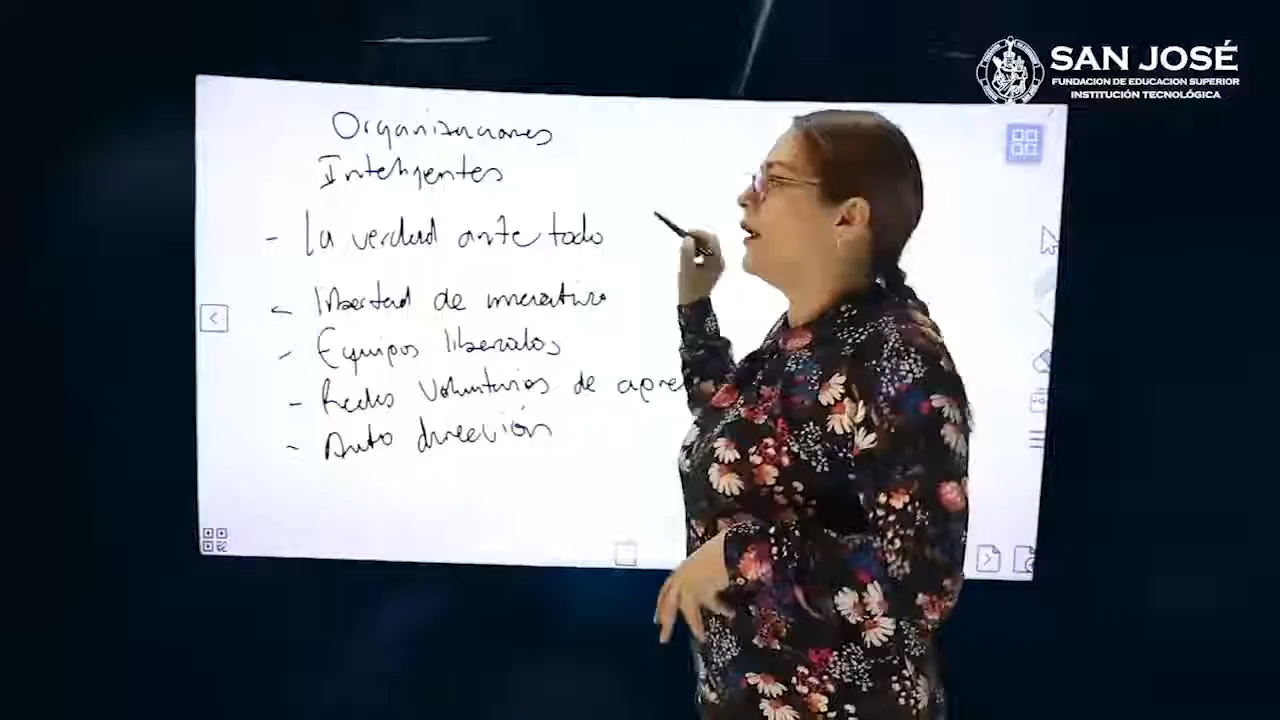 SAN JOSÉ
FUNDACION DE EDUCACION SUPERIOR
INSTITUCIÓN TECNOLÓGICA
Organizaciones
Inteligentes
- La verdad ante todo
- libertad de
- Equipos liberados
- Redes Voluntarias de apre
- Auto dirección